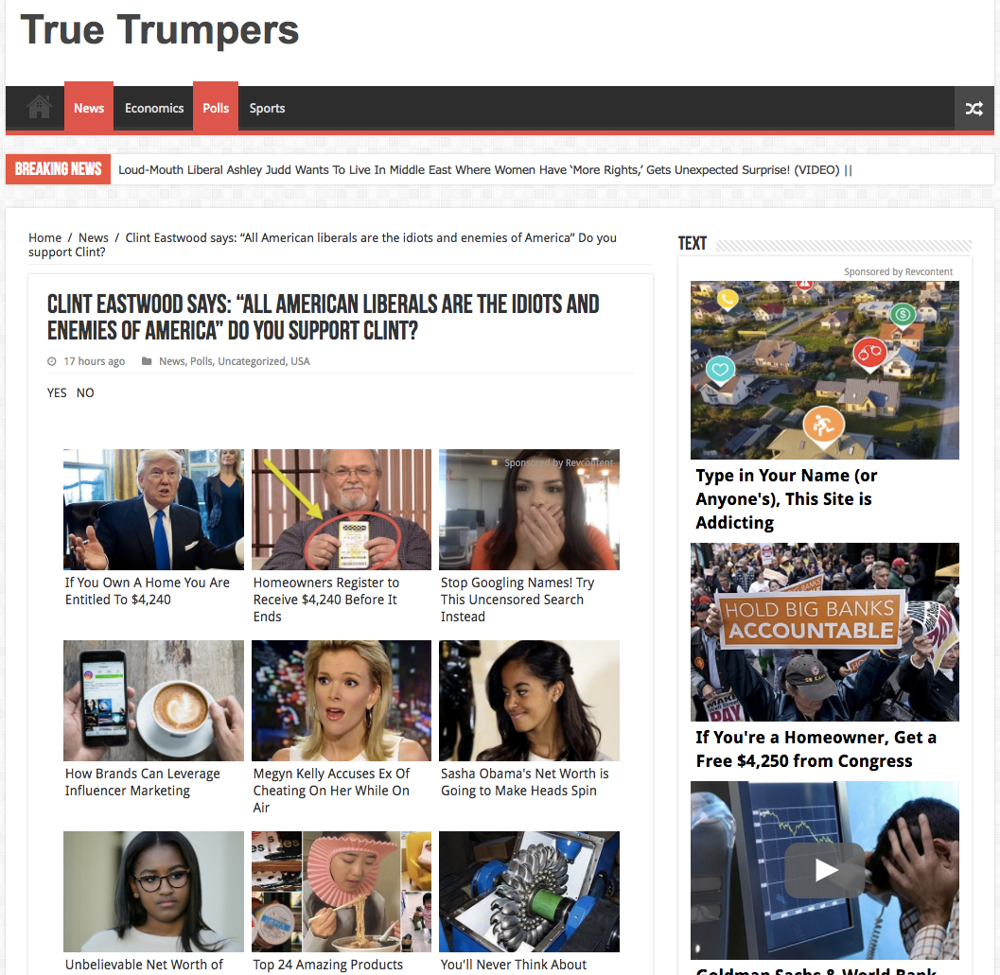 True Trumpers
News Economics Polls Sports
BREAKING NEWS Loud-Mouth Liberal Ashley Judd Wants To Live In Middle East Where Women Have ‘More Rights,’ Gets Unexpected Surprise! (VIDEO) ||
Home / News / Clint Eastwood says: “All American liberals are the idiots and enemies of America” Do you
support Clint?
CLINT EASTWOOD SAYS: “ALL AMERICAN LIBERALS ARE THE IDIOTS AND
ENEMIES OF AMERICA” DO YOU SUPPORT CLINT?
17 hours ago News, Polls, Uncategorized, USA
YES NO
Sponsored by Revcontent
If You Own A Home You Are
Entitled To $4,240
Homeowners Register to
Receive $4,240 Before It
Ends
Stop Googling Names! Try
This Uncensored Search
Instead
How Brands Can Leverage
Influencer Marketing
Megyn Kelly Accuses Ex Of
Cheating On Her While On
Air
Sasha Obama's Net Worth is
Going to Make Heads Spin
Unbelievable Net Worth of
Top 24 Amazing Products
You'll Never Think About
TEXT
Sponsored by Revcontent
$
Type in Your Name (or
Anyone's), This Site is
Addicting
HOLD BIG BANKS
ACCOUNTABLE
MAKE
PAY
If You're a Homeowner, Get a
Free $4,250 from Congress
Goldman Sachs & World Bank